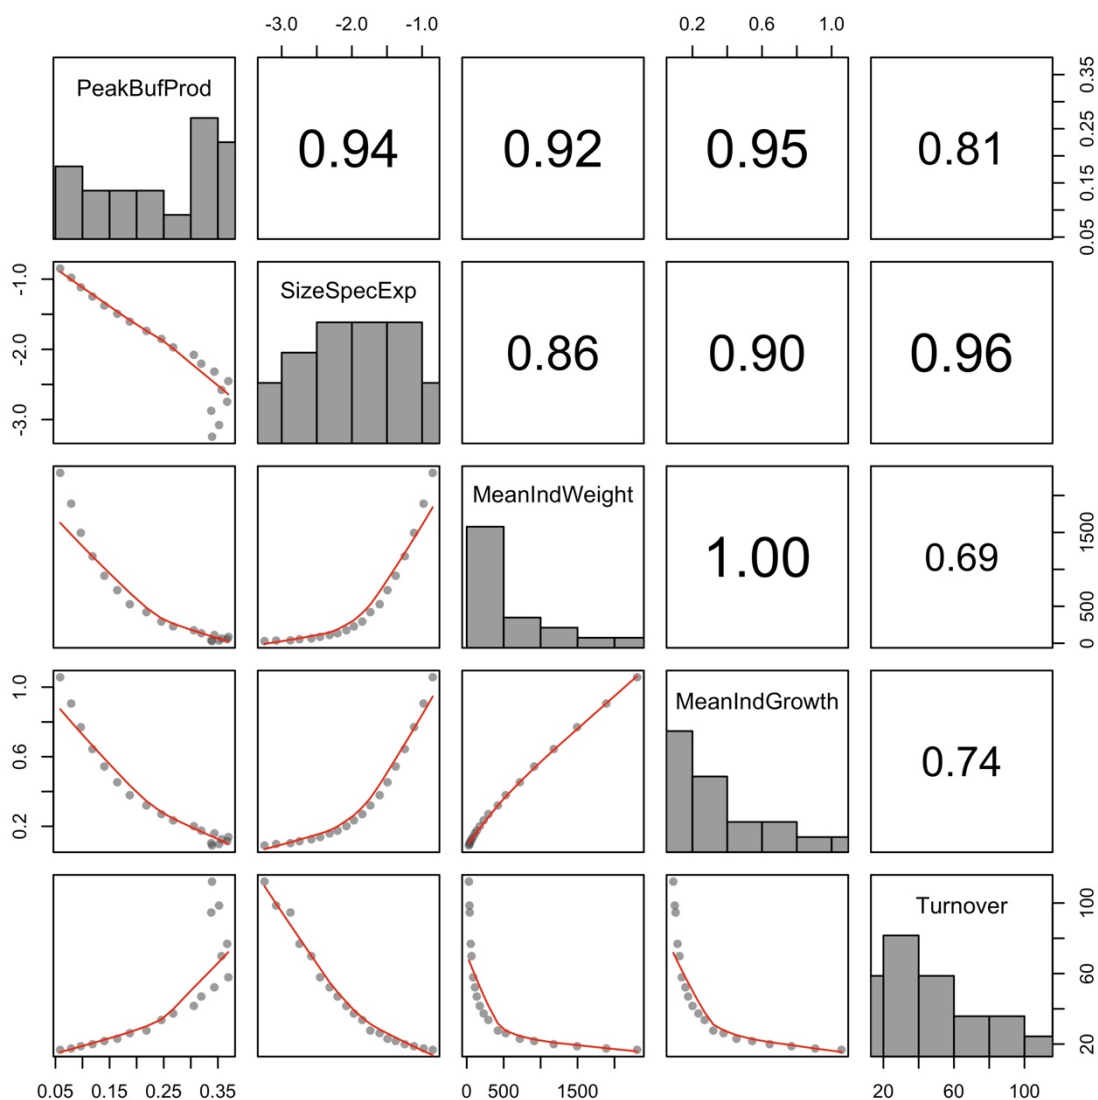 -3.0 -2.0 -1.0 0.2 0.6 1.0
PeakBufProd 0.94 0.92 0.95 0.81 0.05 0.15 0.25 0.35
-3.0 -2.0 -1.0 SizeSpecExp 0.86 0.90 0.96
MeanIndWeight 1.00 0.69 0 500 1500
0.2 0.6 1.0 MeanIndGrowth 0.74
Turnover 20 60 100
0.05 0.15 0.25 0.35 0 500 1500 20 60 100